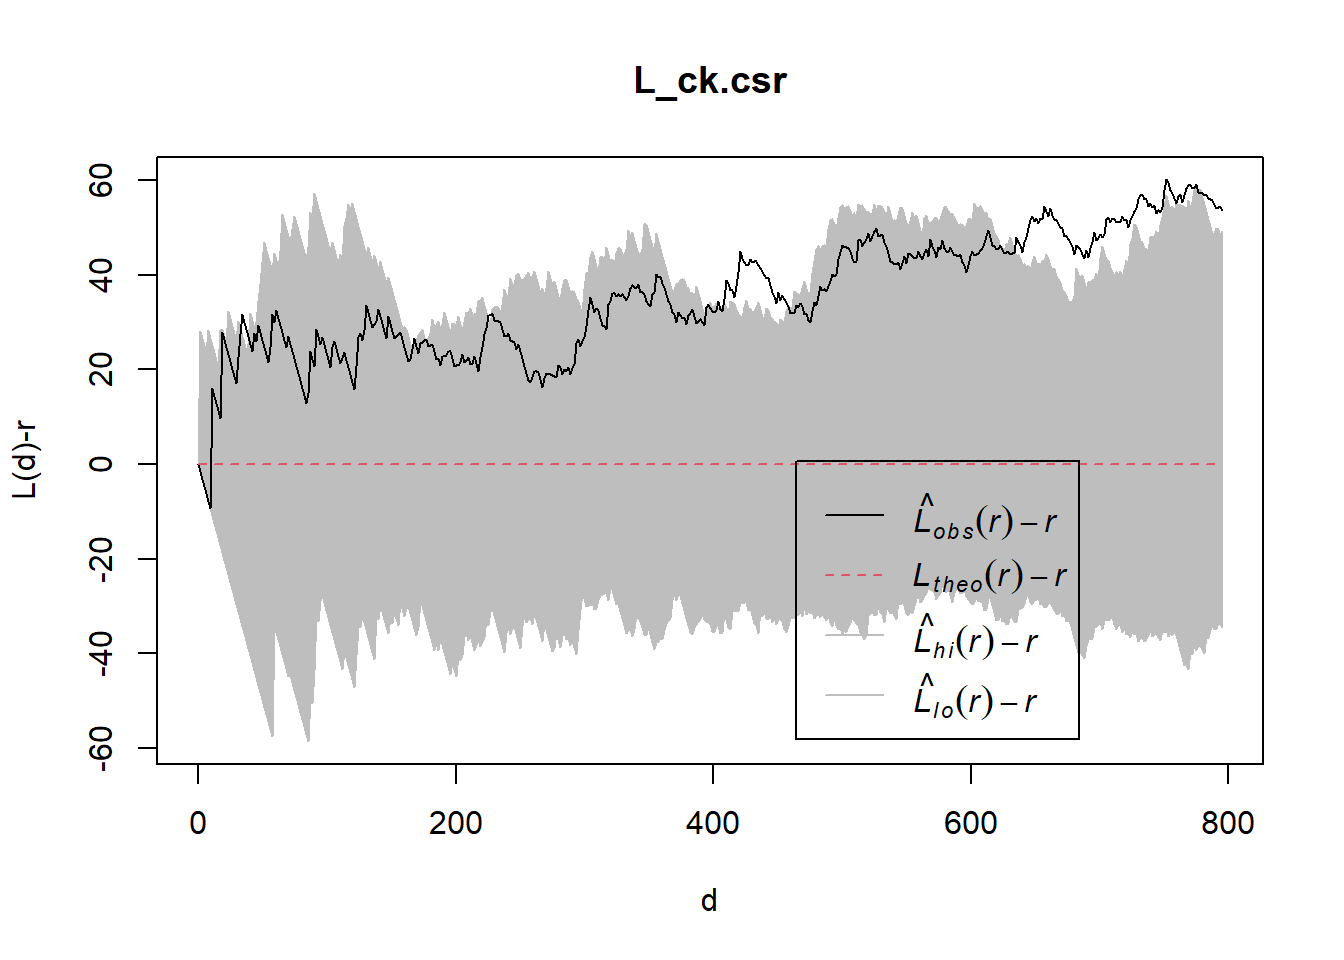 L_ck.csr
L(d)-r
60
40
20
0
-20
-40
-60
L̂obs(r) – r
Ltheo(r) – r
L̂hi(r) – r
L̂lo(r) – r
0 200 400 600 800
d